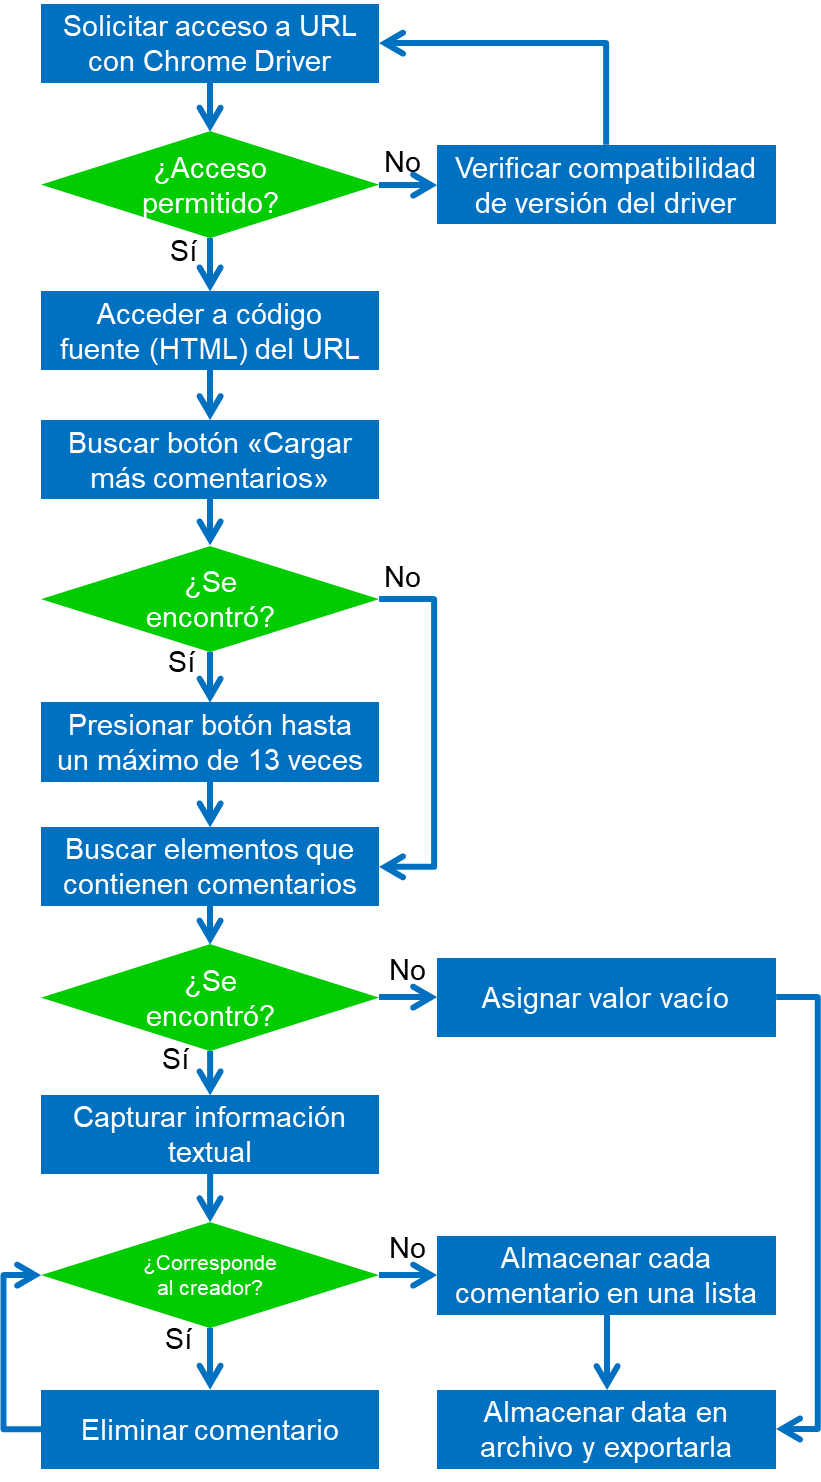 Solicitar acceso a URL
con Chrome Driver
¿Acceso
permitido?
No
Verificar compatibilidad
de versión del driver
Sí
Acceder a código
fuente (HTML) del URL
Buscar botón «Cargar
más comentarios»
¿Se
encontró?
No
Sí
Presionar botón hasta
un máximo de 13 veces
Buscar elementos que
contienen comentarios
¿Se
encontró?
No
Asignar valor vacío
Sí
Capturar información
textual
¿Corresponde
al creador?
No
Almacenar cada
comentario en una lista
Sí
Eliminar comentario
Almacenar data en
archivo y exportarla